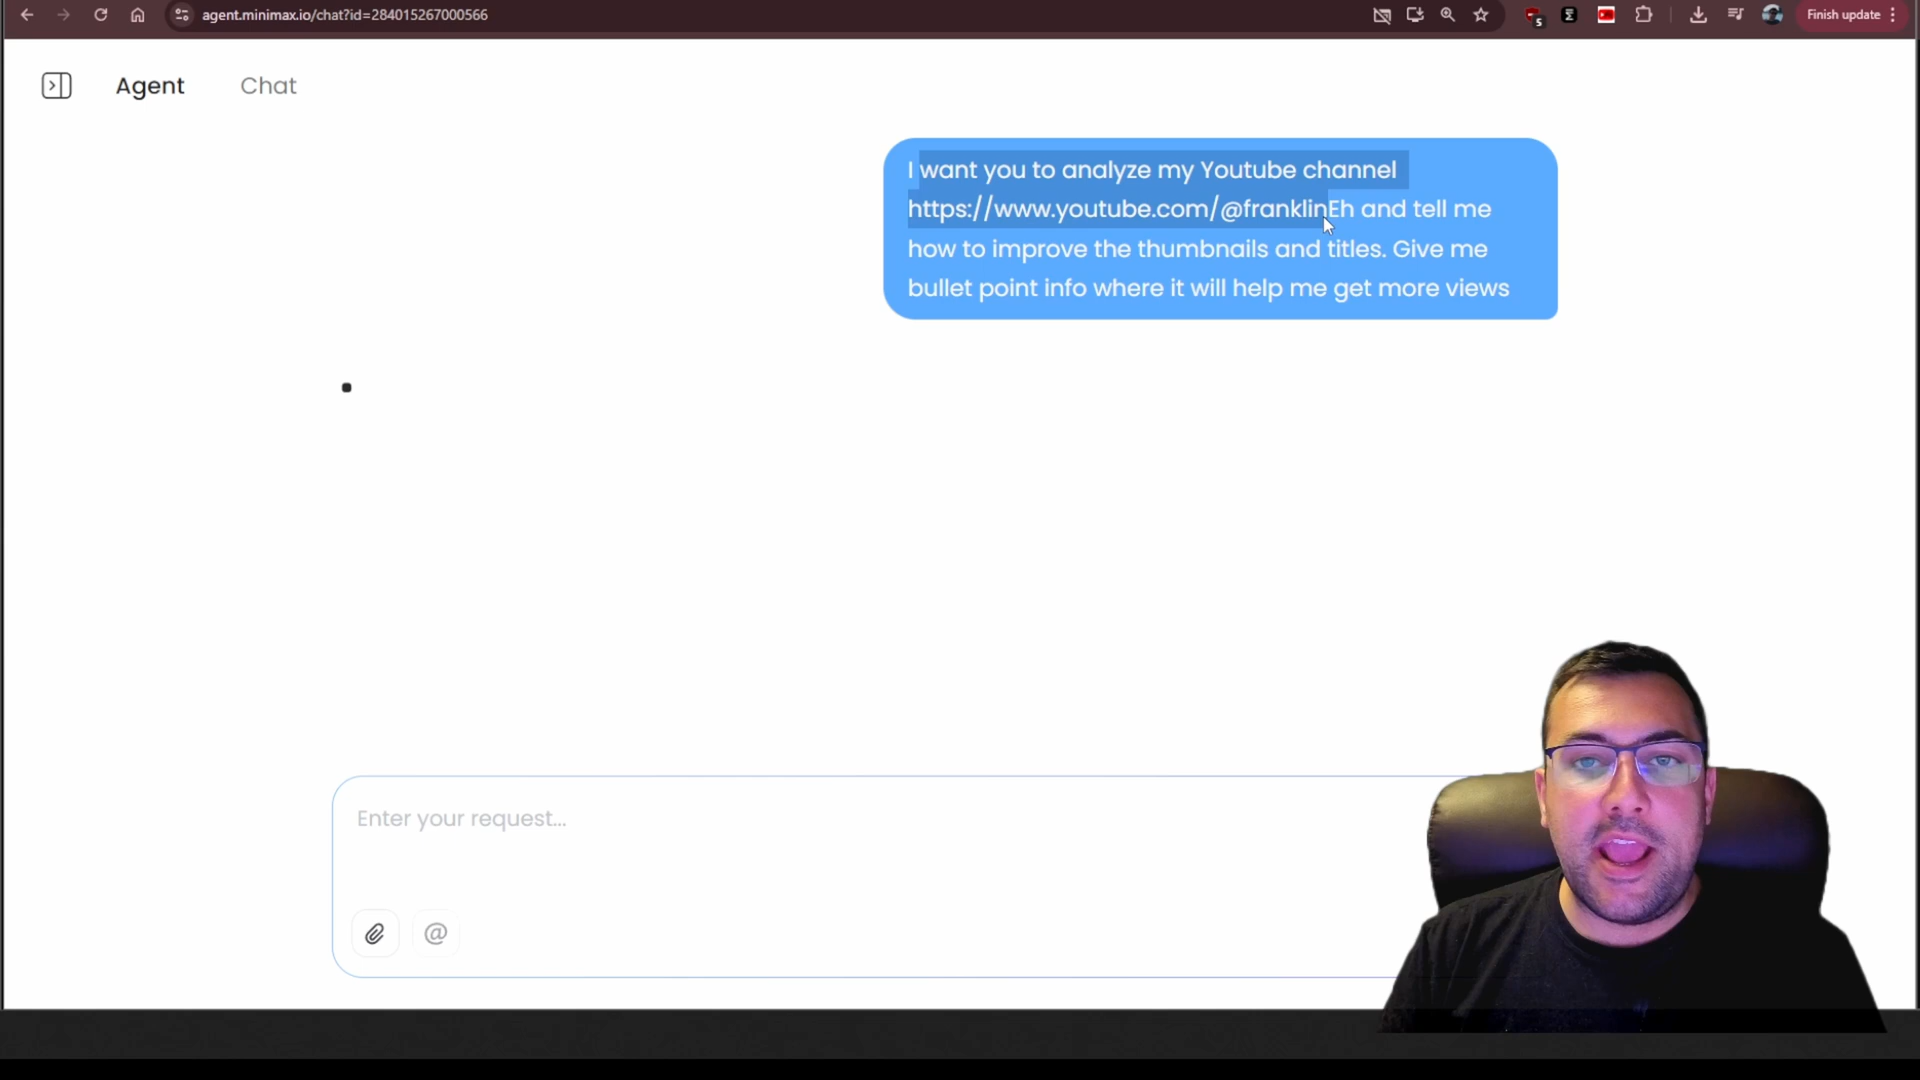 agent.minimax.io/chat?id=284015267000566
Finish update
Agent
Chat
I want you to analyze my Youtube channel
https://www.youtube.com/@franklinEh and tell me
how to improve the thumbnails and titles. Give me
bullet point info where it will help me get more views
Enter your request...
@